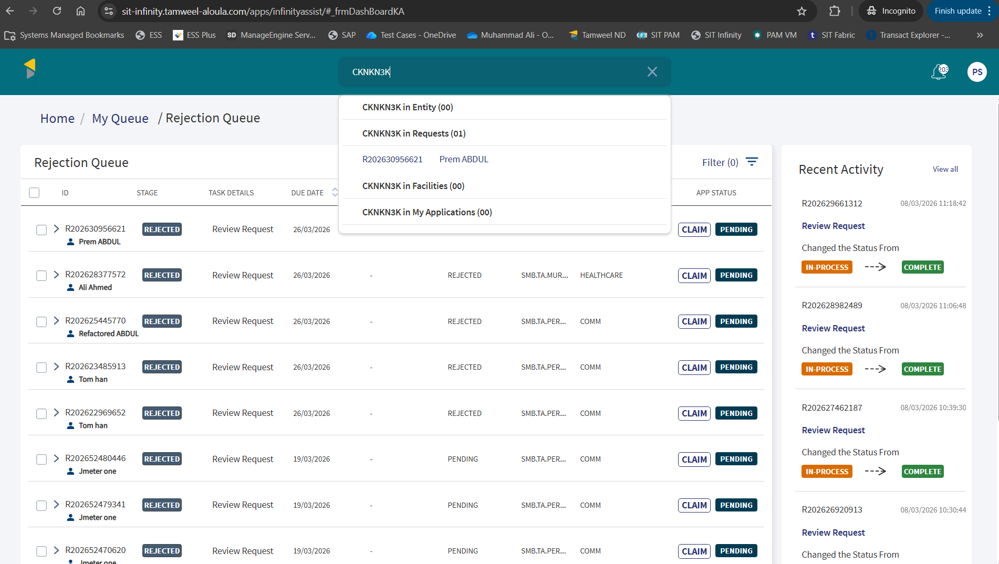 sit-infinity.tamweel-aloula.com/apps/infinityassist/#_frmDashBoardKA
Incognito
Finish update
Systems Managed Bookmarks
ESS
ESS Plus
SD ManageEngine Serv...
SAP
Test Cases - OneDrive
Muhammad Ali - O...
Tamweel ND
SIT PAM
SIT Infinity
PAM VM
t SIT Fabric
t Transact Explorer -...
CKNKN3K
203
PS
CKNKN3K in Entity (00)
CKNKN3K in Requests (01)
R202630956621 Prem ABDUL
CKNKN3K in Facilities (00)
CKNKN3K in My Applications (00)
Home / My Queue / Rejection Queue
Rejection Queue
Filter (0)
ID STAGE TASK DETAILS DUE DATE APP STATUS
R202630956621 REJECTED Review Request 26/03/2026 CLAIM PENDING
Prem ABDUL
R202628377572 REJECTED Review Request 26/03/2026 - REJECTED SMB.TA.MUR... HEALTHCARE CLAIM PENDING
Ali Ahmed
R202625445770 REJECTED Review Request 26/03/2026 - REJECTED SMB.TA.PER... COMM CLAIM PENDING
Refactored ABDUL
R202623485913 REJECTED Review Request 26/03/2026 - REJECTED SMB.TA.PER... COMM CLAIM PENDING
Tom han
R202622969652 REJECTED Review Request 26/03/2026 - REJECTED SMB.TA.PER... COMM CLAIM PENDING
Tom han
R202652480446 REJECTED Review Request 19/03/2026 - PENDING SMB.TA.PER... COMM CLAIM PENDING
Jmeter one
R202652479341 REJECTED Review Request 19/03/2026 - PENDING SMB.TA.PER... COMM CLAIM PENDING
Jmeter one
R202652470620 REJECTED Review Request 19/03/2026 - PENDING SMB.TA.PER... COMM CLAIM PENDING
Jmeter one
Recent Activity View all
R202629661312 08/03/2026 11:18:42
Review Request
Changed the Status From
IN-PROCESS COMPLETE
R202628982489 08/03/2026 11:06:48
Review Request
Changed the Status From
IN-PROCESS COMPLETE
R202627462187 08/03/2026 10:39:30
Review Request
Changed the Status From
IN-PROCESS COMPLETE
R202626920913 08/03/2026 10:30:44
Review Request
Changed the Status From